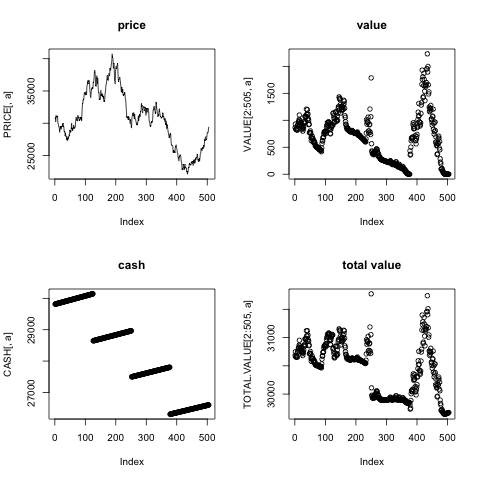 price
PRICE[, a]
25000 35000
0 100 200 300 400 500
Index
value
VALUE[2:505, a]
0 500 1500
0 100 200 300 400 500
Index
cash
CASH[, a]
27000 29000
0 100 200 300 400 500
Index
total value
TOTAL.VALUE[2:505, a]
30000 31000
0 100 200 300 400 500
Index